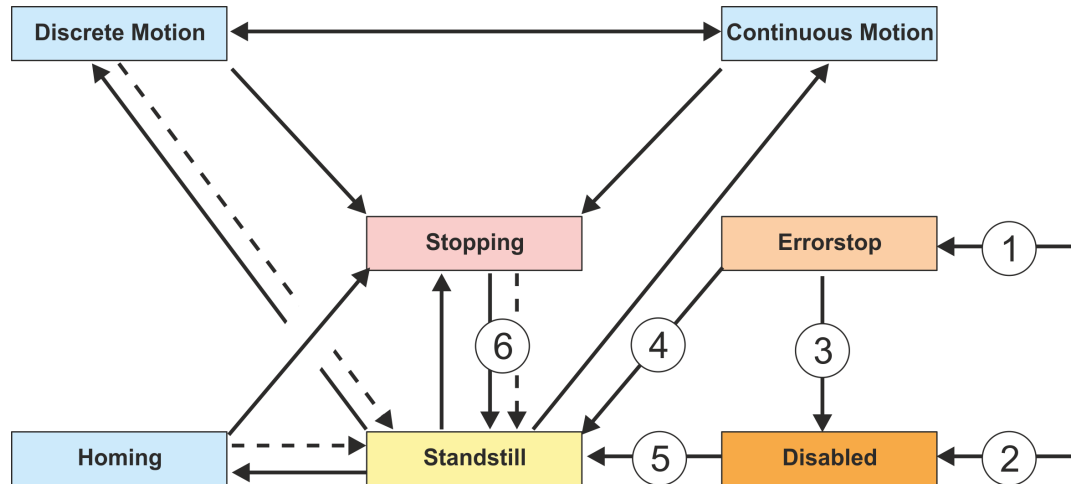 Discrete Motion
Continuous Motion
Stopping
Errorstop
1
6
4
3
Homing
Standstill
5
Disabled
2